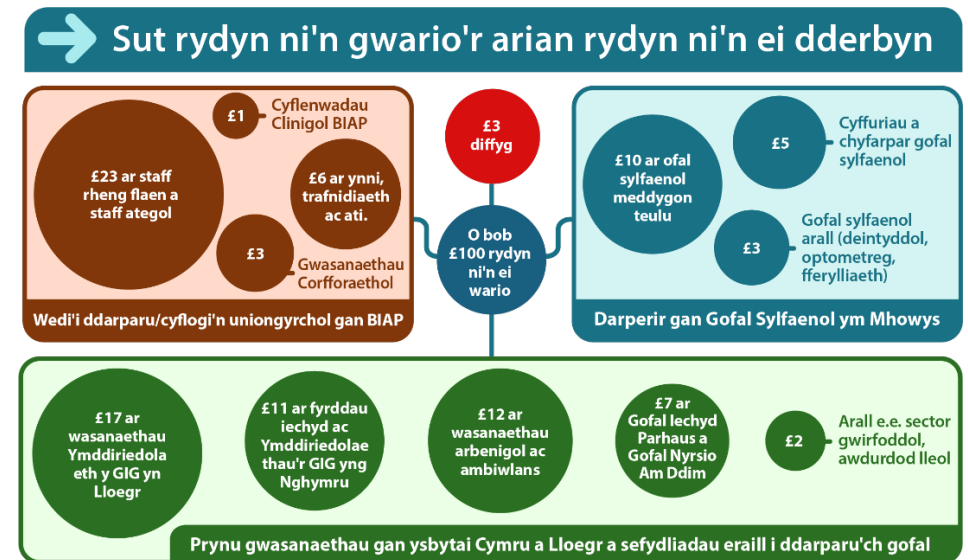 Sut rydyn ni'n gwario'r arian rydyn ni'n ei dderbyn
£23 ar staff
rheng flaen a
staff ategol
£1
Cyflenwadau
Clinigol BIAP
£6 ar ynni,
trafnidiaeth
ac ati.
£3
Gwasanaethau
Corfforaethol
Wedi'i ddarparu/cyflogi'n uniongyrchol gan BIAP
£3
diffyg
O bob
£100 rydyn
ni'n ei
wario
£10 ar ofal
sylfaenol
meddygon
teulu
£5
Cyffuriau a
chyfarpar gofal
sylfaenol
£3
Gofal sylfaenol
arall (deintyddol,
optometreg,
fferylliaeth)
Darperir gan Gofal Sylfaenol ym Mhowys
£17 ar
wasanaethau
Ymddiriedola
eth y GIG yn
Lloegr
£11 ar fyrddau
iechyd ac
Ymddiriedolae
thau'r GIG yng
Nghymru
£12 ar
wasanaethau
arbenigol ac
ambiwlans
£7 ar
Gofal Iechyd
Parhaus a
Gofal Nyrsio
Am Ddim
£2
Arall e.e. sector
gwirfoddol,
awdurdod lleol
Prynu gwasanaethau gan ysbytai Cymru a Lloegr a sefydliadau eraill i ddarparu'ch gofal